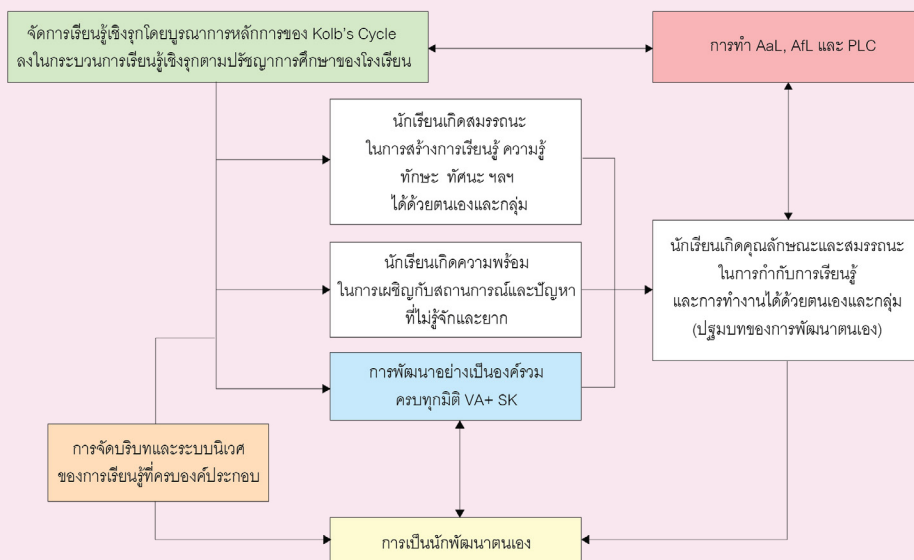 จัดการเรียนรู้เชิงรุกโดยบูรณาการหลักการของ Kolb's Cycle
ลงในกระบวนการเรียนรู้เชิงรุกตามปรัชญาการศึกษาของโรงเรียน
การทำ AaL, AfL และ PLC
นักเรียนเกิดสมรรถนะ
ในการสร้างการเรียนรู้ ความรู้
ทักษะ ทัศนะ ฯลฯ
ได้ด้วยตนเองและกลุ่ม
นักเรียนเกิดความพร้อม
ในการเผชิญกับสถานการณ์และปัญหา
ที่ไม่รู้จักและยาก
นักเรียนเกิดคุณลักษณะและสมรรถนะ
ในการกำกับการเรียนรู้
และการทำงานได้ด้วยตนเองและกลุ่ม
(ปฐมบทของการพัฒนาตนเอง)
การพัฒนาอย่างเป็นองค์รวม
ครบทุกมิติ VA+ SK
การจัดบริบทและระบบนิเวศ
ของการเรียนรู้ที่ครบองค์ประกอบ
การเป็นนักพัฒนาตนเอง